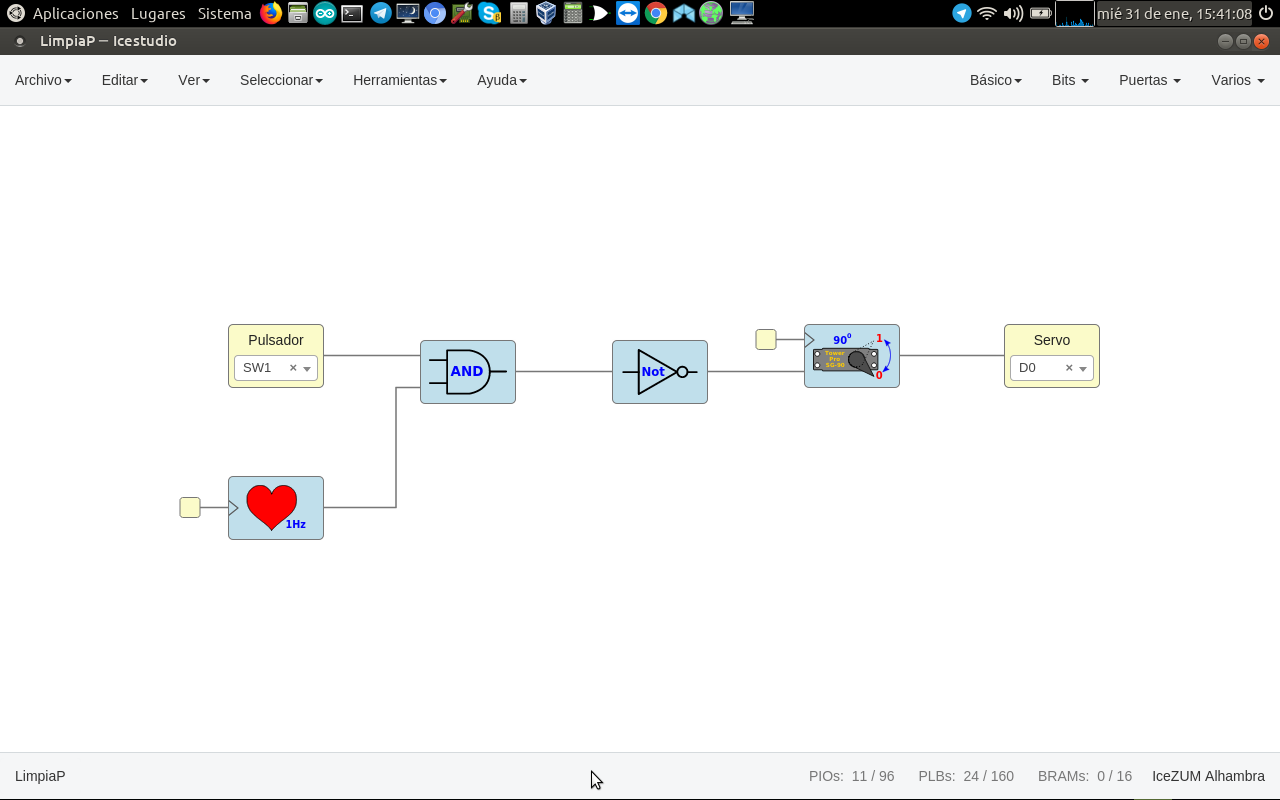 Aplicaciones Lugares Sistema mié 31 de ene, 15:41:08
LimpiaP — Icestudio
Archivo Editar Ver Seleccionar Herramientas Ayuda Básico Bits Puertas Varios
Pulsador
SW1 ×
AND
Not
90º 1
Tower
Pro
SG-90
0
Servo
D0 ×
1Hz
LimpiaP PIOs: 11 / 96 PLBs: 24 / 160 BRAMs: 0 / 16 IceZUM Alhambra